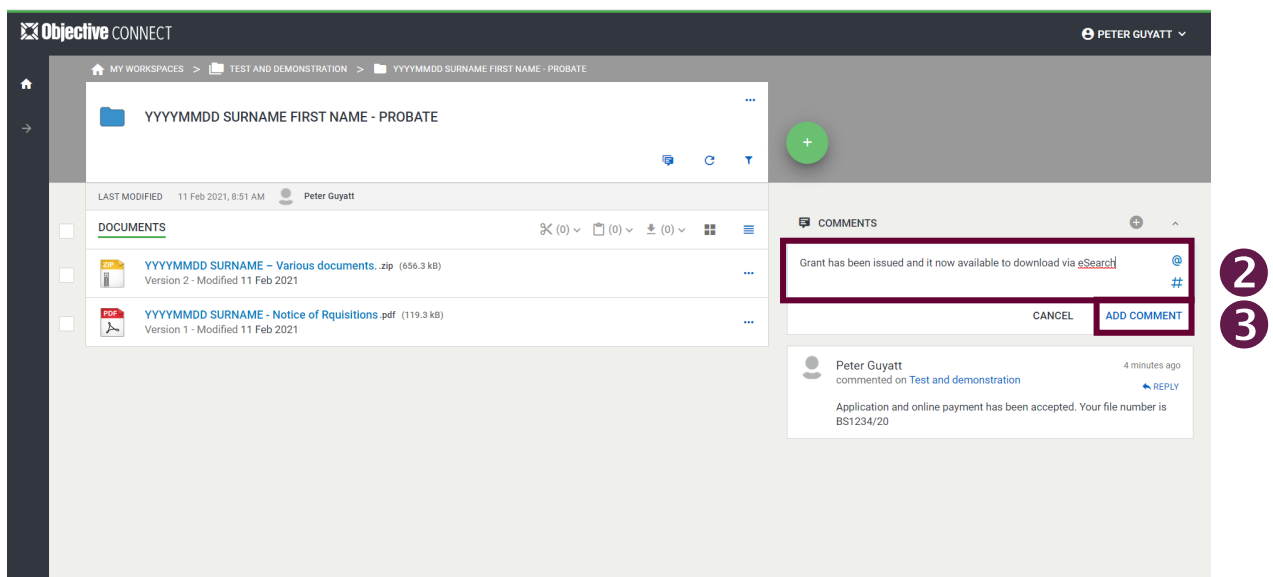 Objective CONNECT
PETER GUYATT
MY WORKSPACES > TEST AND DEMONSTRATION > YYYYMMDD SURNAME FIRST NAME - PROBATE
YYYYMMDD SURNAME FIRST NAME - PROBATE
LAST MODIFIED 11 Feb 2021, 8:51 AM Peter Guyatt
DOCUMENTS
(0) (0) (0)
ZIP
YYYYMMDD SURNAME – Various documents. .zip (656.3 kB)
Version 2 - Modified 11 Feb 2021
PDF
YYYYMMDD SURNAME - Notice of Rquisitions .pdf (119.3 kB)
Version 1 - Modified 11 Feb 2021
COMMENTS
Grant has been issued and it now available to download via eSearch
@
#
2
CANCEL ADD COMMENT
3
Peter Guyatt
4 minutes ago
commented on Test and demonstration
REPLY
Application and online payment has been accepted. Your file number is
BS1234/20